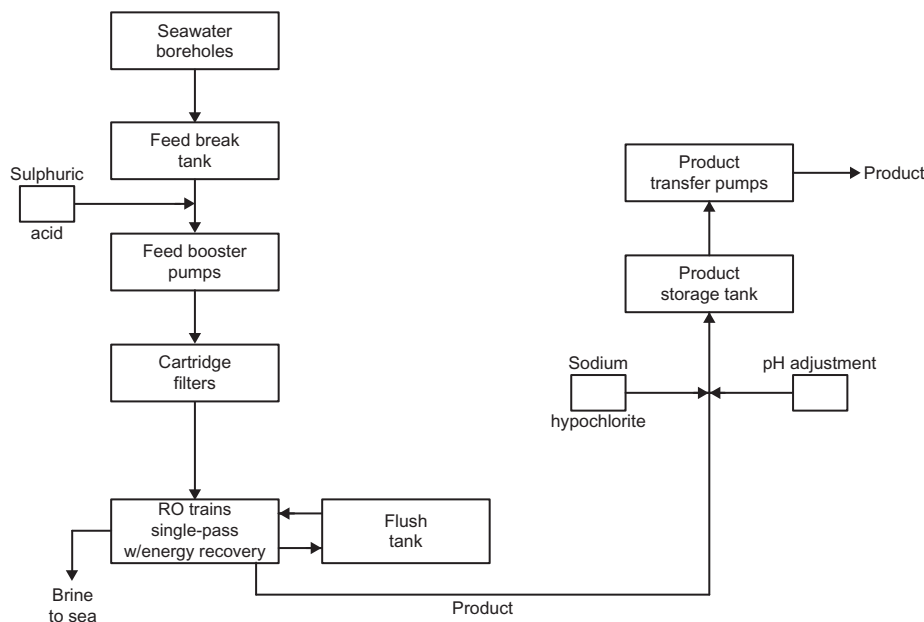 Seawater
boreholes
Feed break
tank
Sulphuric
acid
Feed booster
pumps
Cartridge
filters
RO trains
single-pass
w/energy recovery
Flush
tank
Brine
to sea
Product
Sodium
hypochlorite
pH adjustment
Product
storage tank
Product
transfer pumps
Product